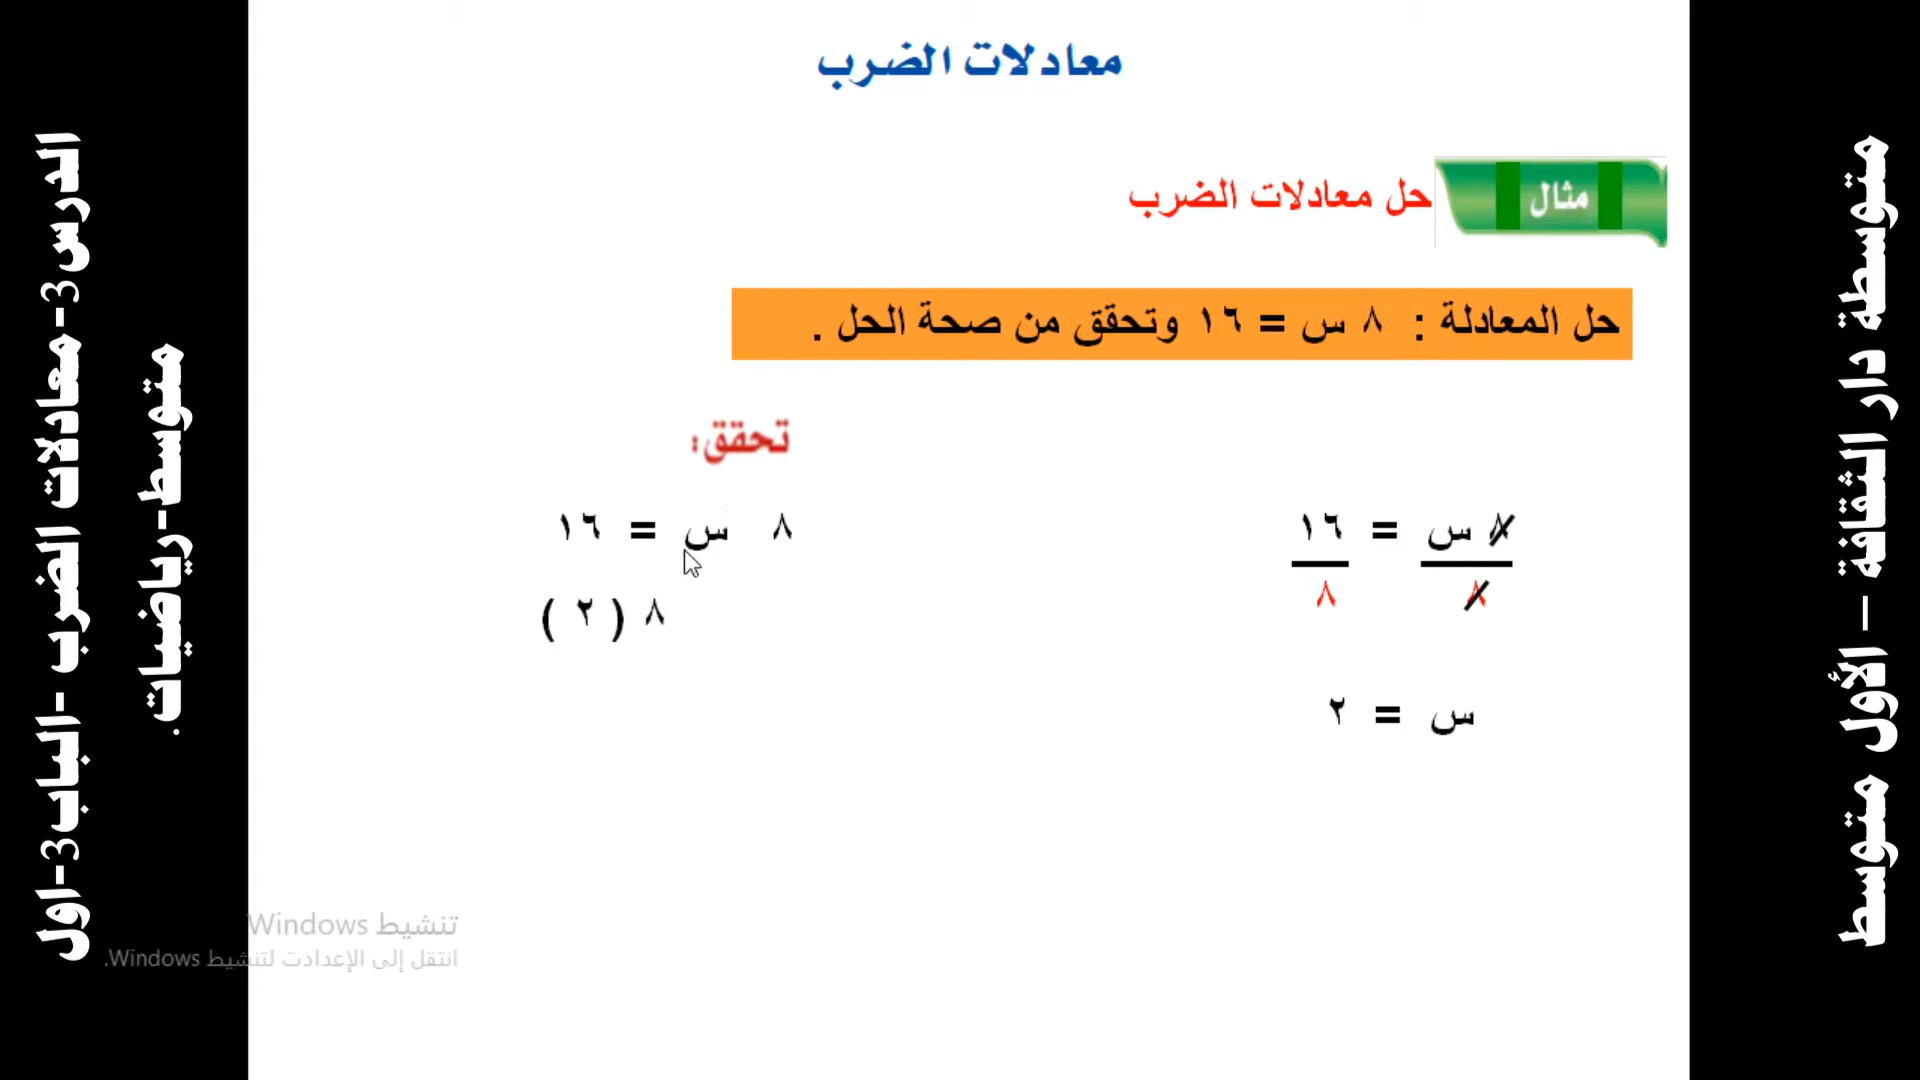 معادلات الضرب
مثال
حل معادلات الضرب
حل المعادلة : ٨ س = ١٦ وتحقق من صحة الحل .
٨ س = ١٦
٨ ٨
س = ٢
تحقق:
٨ س = ١٦
٨ ( ٢ )
متوسطة دار الثقافة – الأول متوسط
الدرس3-معادلات الضرب -الباب3-اول
متوسط-رياضيات.
تنشيط Windows
انتقل إلى الإعدادت لتنشيط Windows.